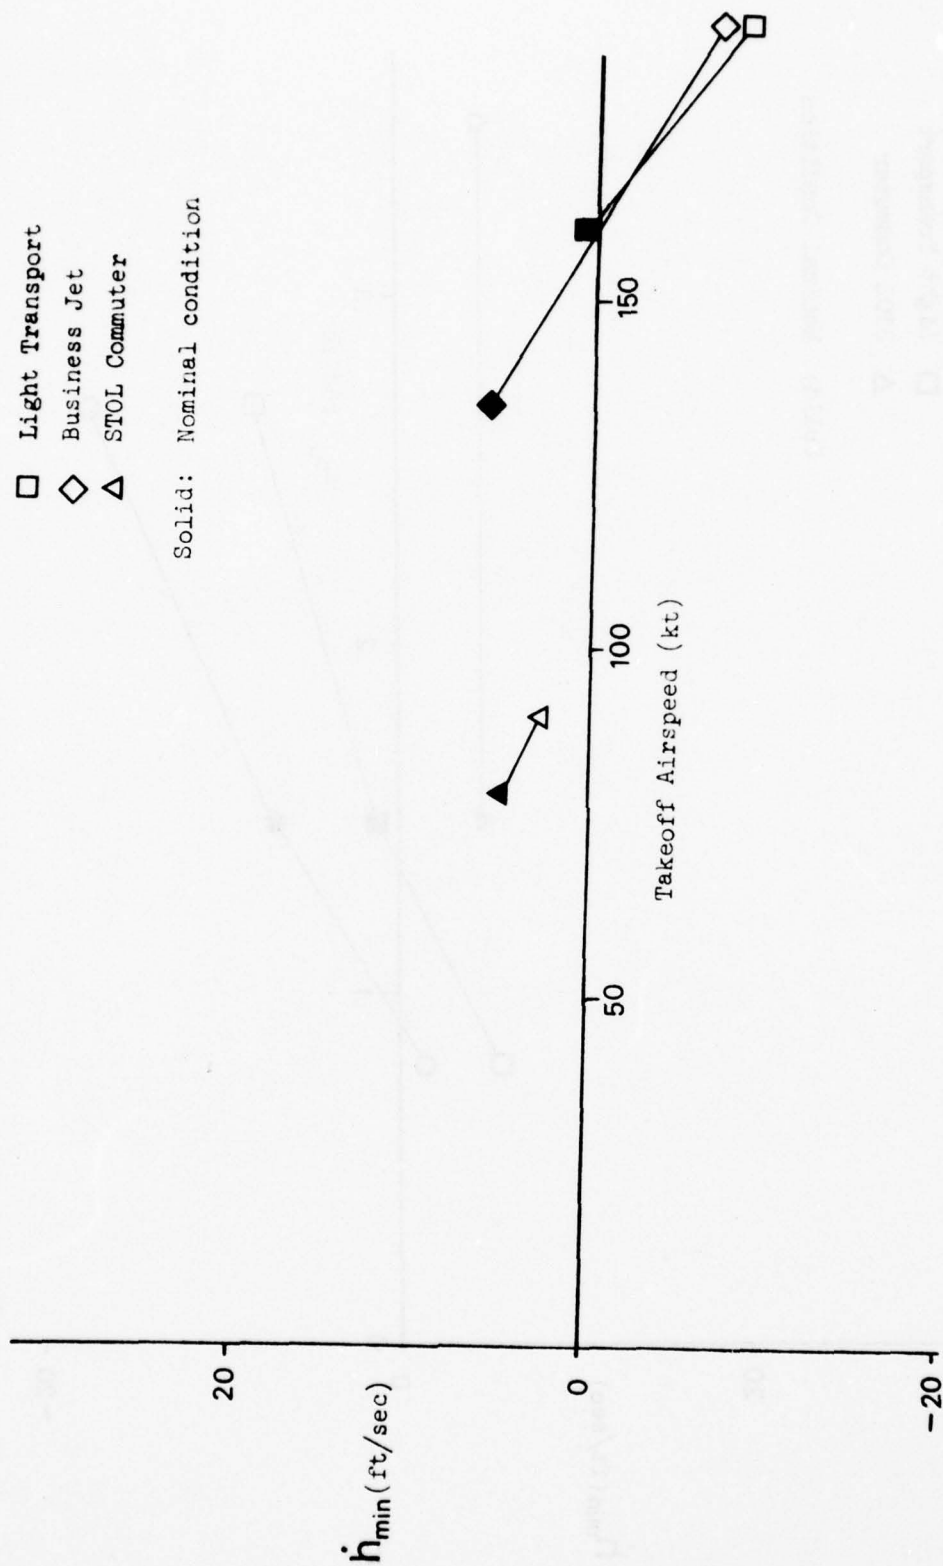 □ Light Transport
◇ Business Jet
△ STOL Commuter
Solid: Nominal condition
ḣmin (ft/sec)
20
0
-20
50
100
150
Takeoff Airspeed (kt)